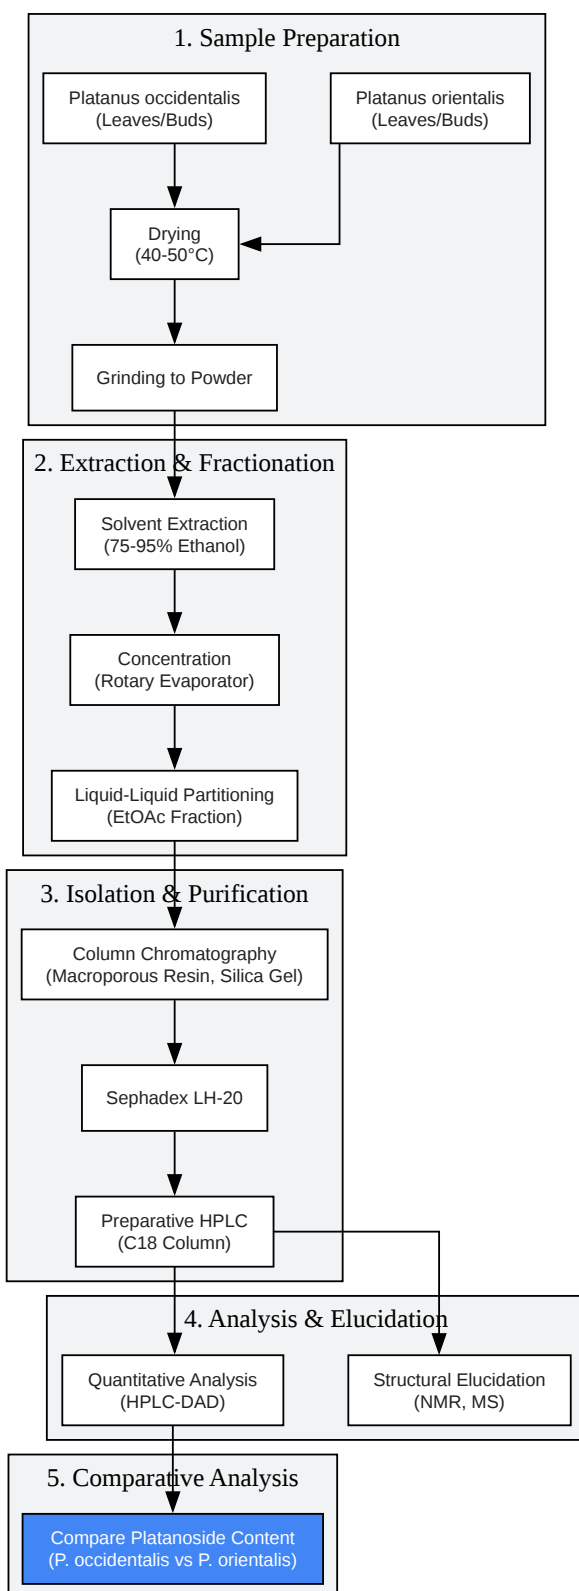 1. Sample Preparation
Platanus occidentalis
(Leaves/Buds)
Platanus orientalis
(Leaves/Buds)
Drying
(40-50°C)
Grinding to Powder
2. Extraction & Fractionation
Solvent Extraction
(75-95% Ethanol)
Concentration
(Rotary Evaporator)
Liquid-Liquid Partitioning
(EtOAc Fraction)
3. Isolation & Purification
Column Chromatography
(Macroporous Resin, Silica Gel)
Sephadex LH-20
Preparative HPLC
(C18 Column)
4. Analysis & Elucidation
Quantitative Analysis
(HPLC-DAD)
Structural Elucidation
(NMR, MS)
5. Comparative Analysis
Compare Platanoside Content
(P. occidentalis vs P. orientalis)